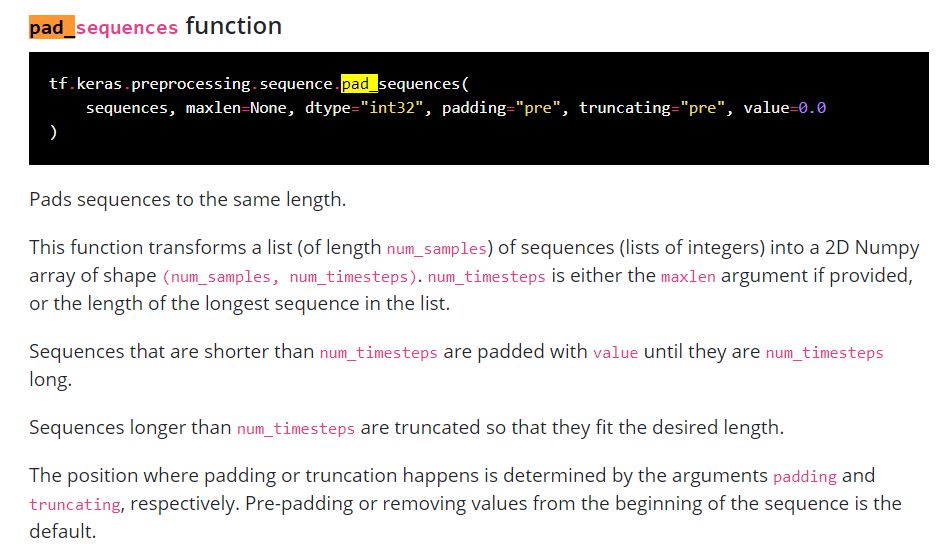 pad_sequences function
tf.keras.preprocessing.sequence.pad_sequences(
    sequences, maxlen=None, dtype="int32", padding="pre", truncating="pre", value=0.0
)
Pads sequences to the same length.
This function transforms a list (of length num_samples) of sequences (lists of integers) into a 2D Numpy
array of shape (num_samples, num_timesteps). num_timesteps is either the maxlen argument if provided,
or the length of the longest sequence in the list.
Sequences that are shorter than num_timesteps are padded with value until they are num_timesteps
long.
Sequences longer than num_timesteps are truncated so that they fit the desired length.
The position where padding or truncation happens is determined by the arguments padding and
truncating, respectively. Pre-padding or removing values from the beginning of the sequence is the
default.